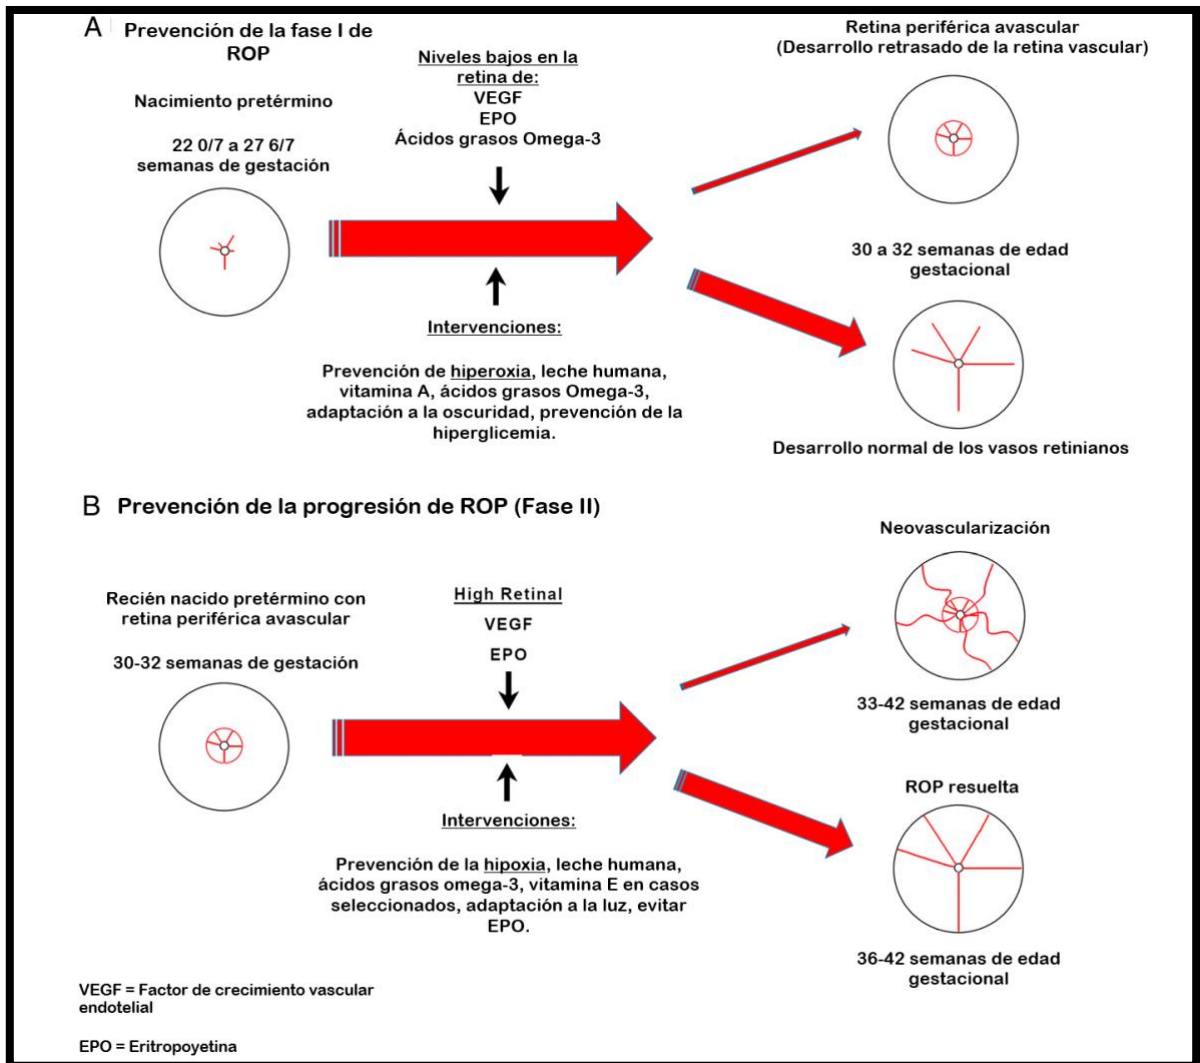 A
Prevención de la fase I de
ROP
Nacimiento pretérmino
22 0/7 a 27 6/7
semanas de gestación
Niveles bajos en la
retina de:
VEGF
EPO
Ácidos grasos Omega-3
Intervenciones:
Prevención de hiperoxia, leche humana,
vitamina A, ácidos grasos Omega-3,
adaptación a la oscuridad, prevención de la
hiperglicemia.
Retina periférica avascular
(Desarrollo retrasado de la retina vascular)
30 a 32 semanas de edad
gestacional
Desarrollo normal de los vasos retinianos
B Prevención de la progresión de ROP (Fase II)
Recién nacido pretérmino con
retina periférica avascular
30-32 semanas de gestación
High Retinal
VEGF
EPO
Intervenciones:
Prevención de la hipoxia, leche humana,
ácidos grasos omega-3, vitamina E en casos
seleccionados, adaptación a la luz, evitar
EPO.
Neovascularización
33-42 semanas de edad
gestacional
ROP resuelta
36-42 semanas de edad
gestacional
VEGF = Factor de crecimiento vascular
endotelial
EPO = Eritropoyetina